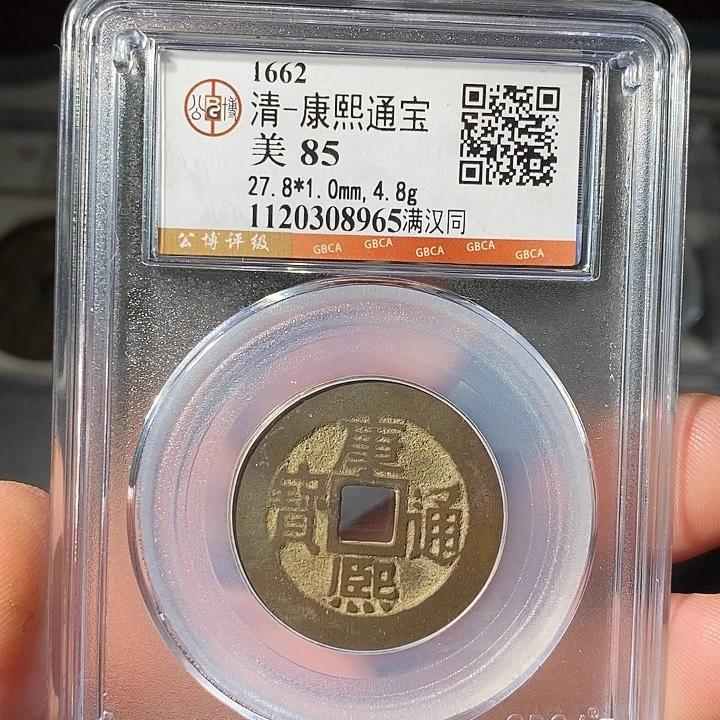 1662
公博
清-康熙通宝
美 85
27.8*1.0mm, 4.8g
1120308965满汉同
公博评级 GBCA GBCA GBCA GBCA GBCA
康
寶 通
熙